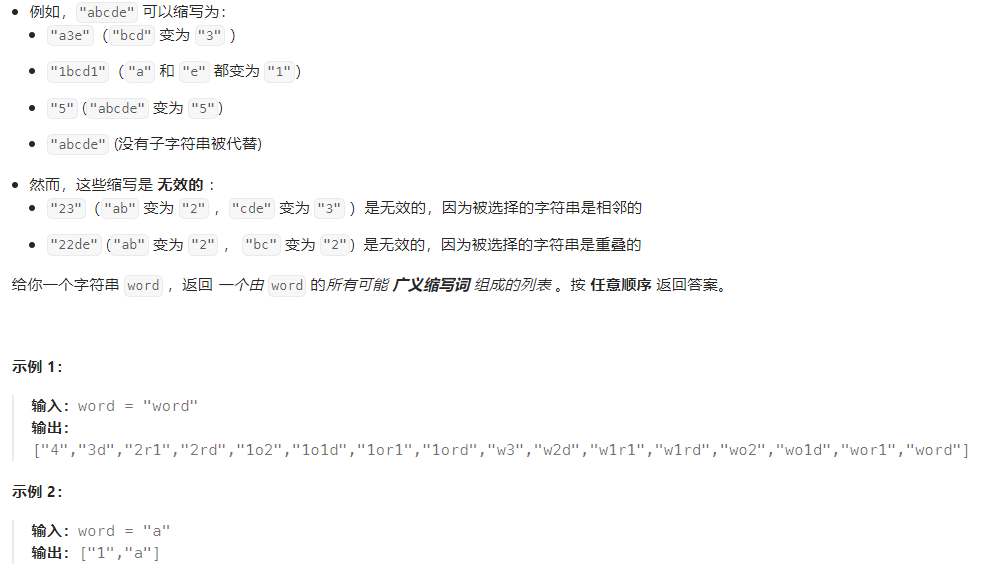 例如，"abcde" 可以缩写为：
"a3e"（"bcd" 变为 "3" ）
"1bcd1"（"a" 和 "e" 都变为 "1"）
"5" ("abcde" 变为 "5")
"abcde" (没有子字符串被代替)
然而，这些缩写是 无效的 ：
"23"（"ab" 变为 "2" ，"cde" 变为 "3" ）是无效的，因为被选择的字符串是相邻的
"22de" ("ab" 变为 "2" ， "bc" 变为 "2") 是无效的，因为被选择的字符串是重叠的
给你一个字符串 word ，返回 一个由 word 的所有可能 广义缩写词 组成的列表 。按 任意顺序 返回答案。
示例 1：
输入：word = "word"
输出：
["4","3d","2r1","2rd","1o2","1o1d","1or1","1ord","w3","w2d","w1r1","w1rd","wo2","wo1d","wor1","word"]
示例 2：
输入：word = "a"
输出：["1","a"]